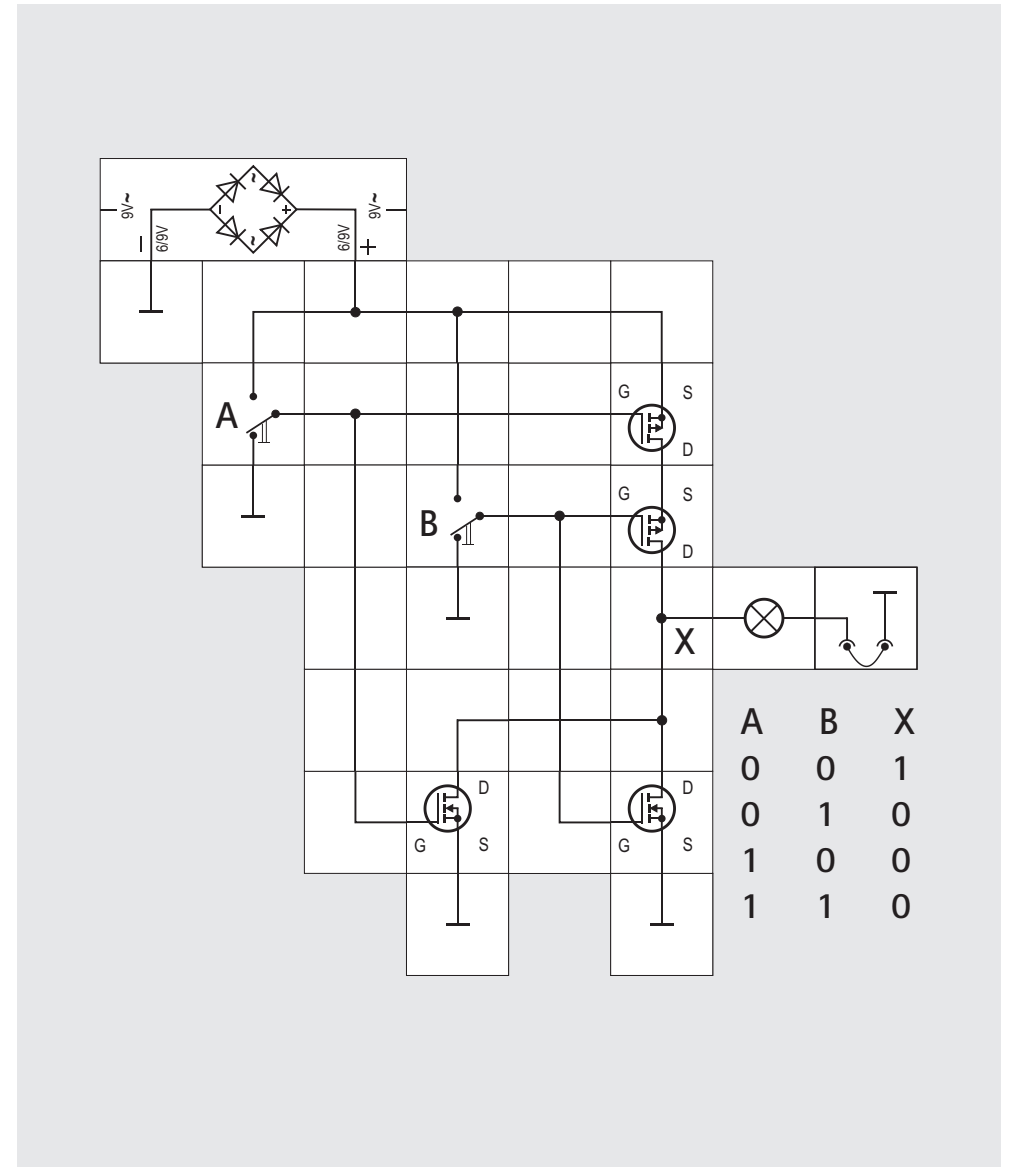 9V~ 6/9V ~ 6/9V 9V~
− − + +
~
G S
A
D
G S
B
D
X
A B X
0 0 1
0 1 0
1 0 0
1 1 0
D D
G S G S